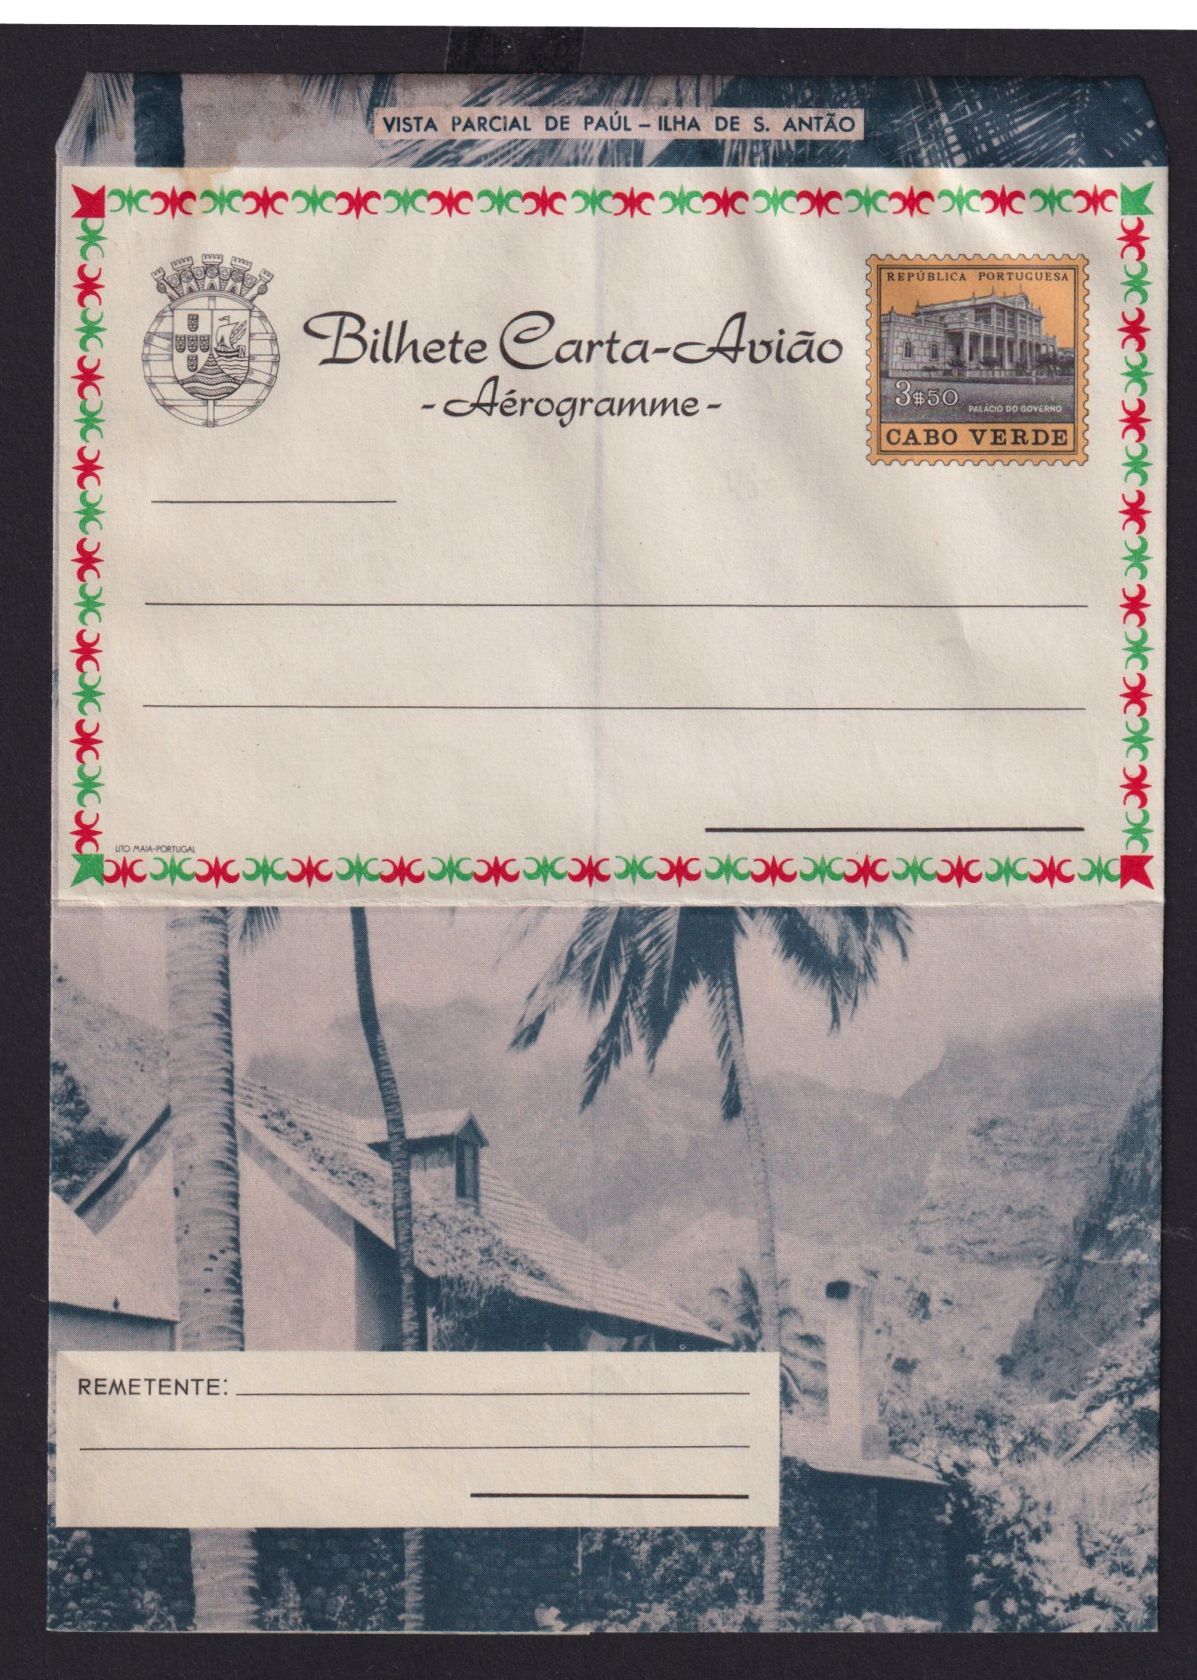 VISTA PARCIAL DE PAÚL – ILHA DE S. ANTÃO
REPÚBLICA PORTUGUESA
Bilhete Carta-Avião
- Aérogramme -
3$50
PALÁCIO DO GOVERNO
CABO VERDE
LITO MAIA-PORTUGAL
REMETENTE: